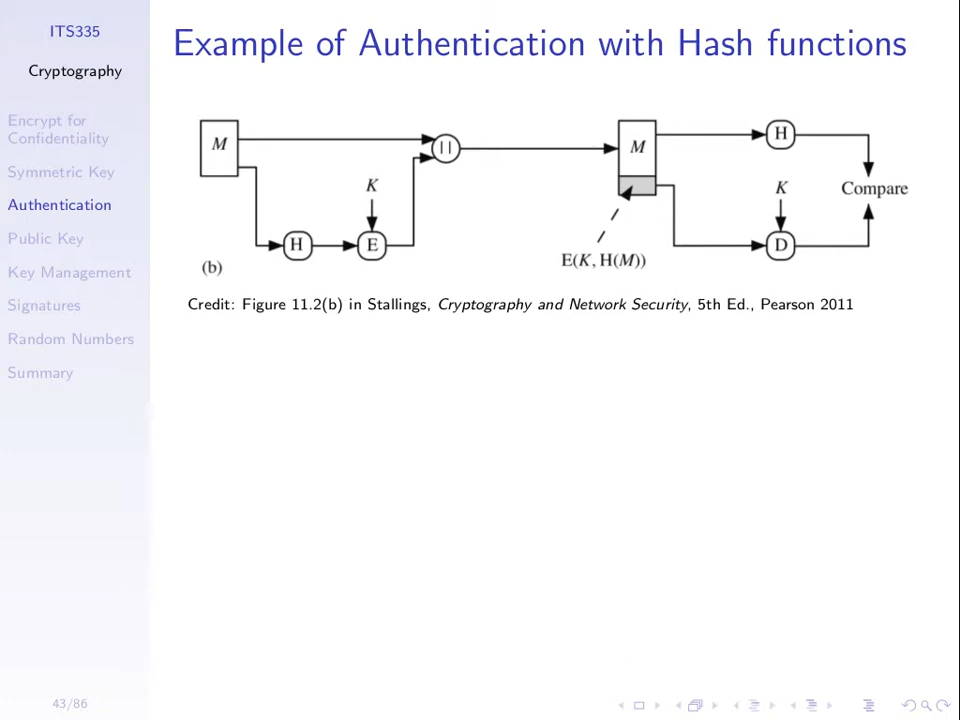 ITS335
Cryptography
Encrypt for
Confidentiality
Symmetric Key
Authentication
Public Key
Key Management
Signatures
Random Numbers
Summary
43/86
Example of Authentication with Hash functions
M
||
M
H
K
K
Compare
H
E
D
E(K, H(M))
(b)
Credit: Figure 11.2(b) in Stallings, Cryptography and Network Security, 5th Ed., Pearson 2011